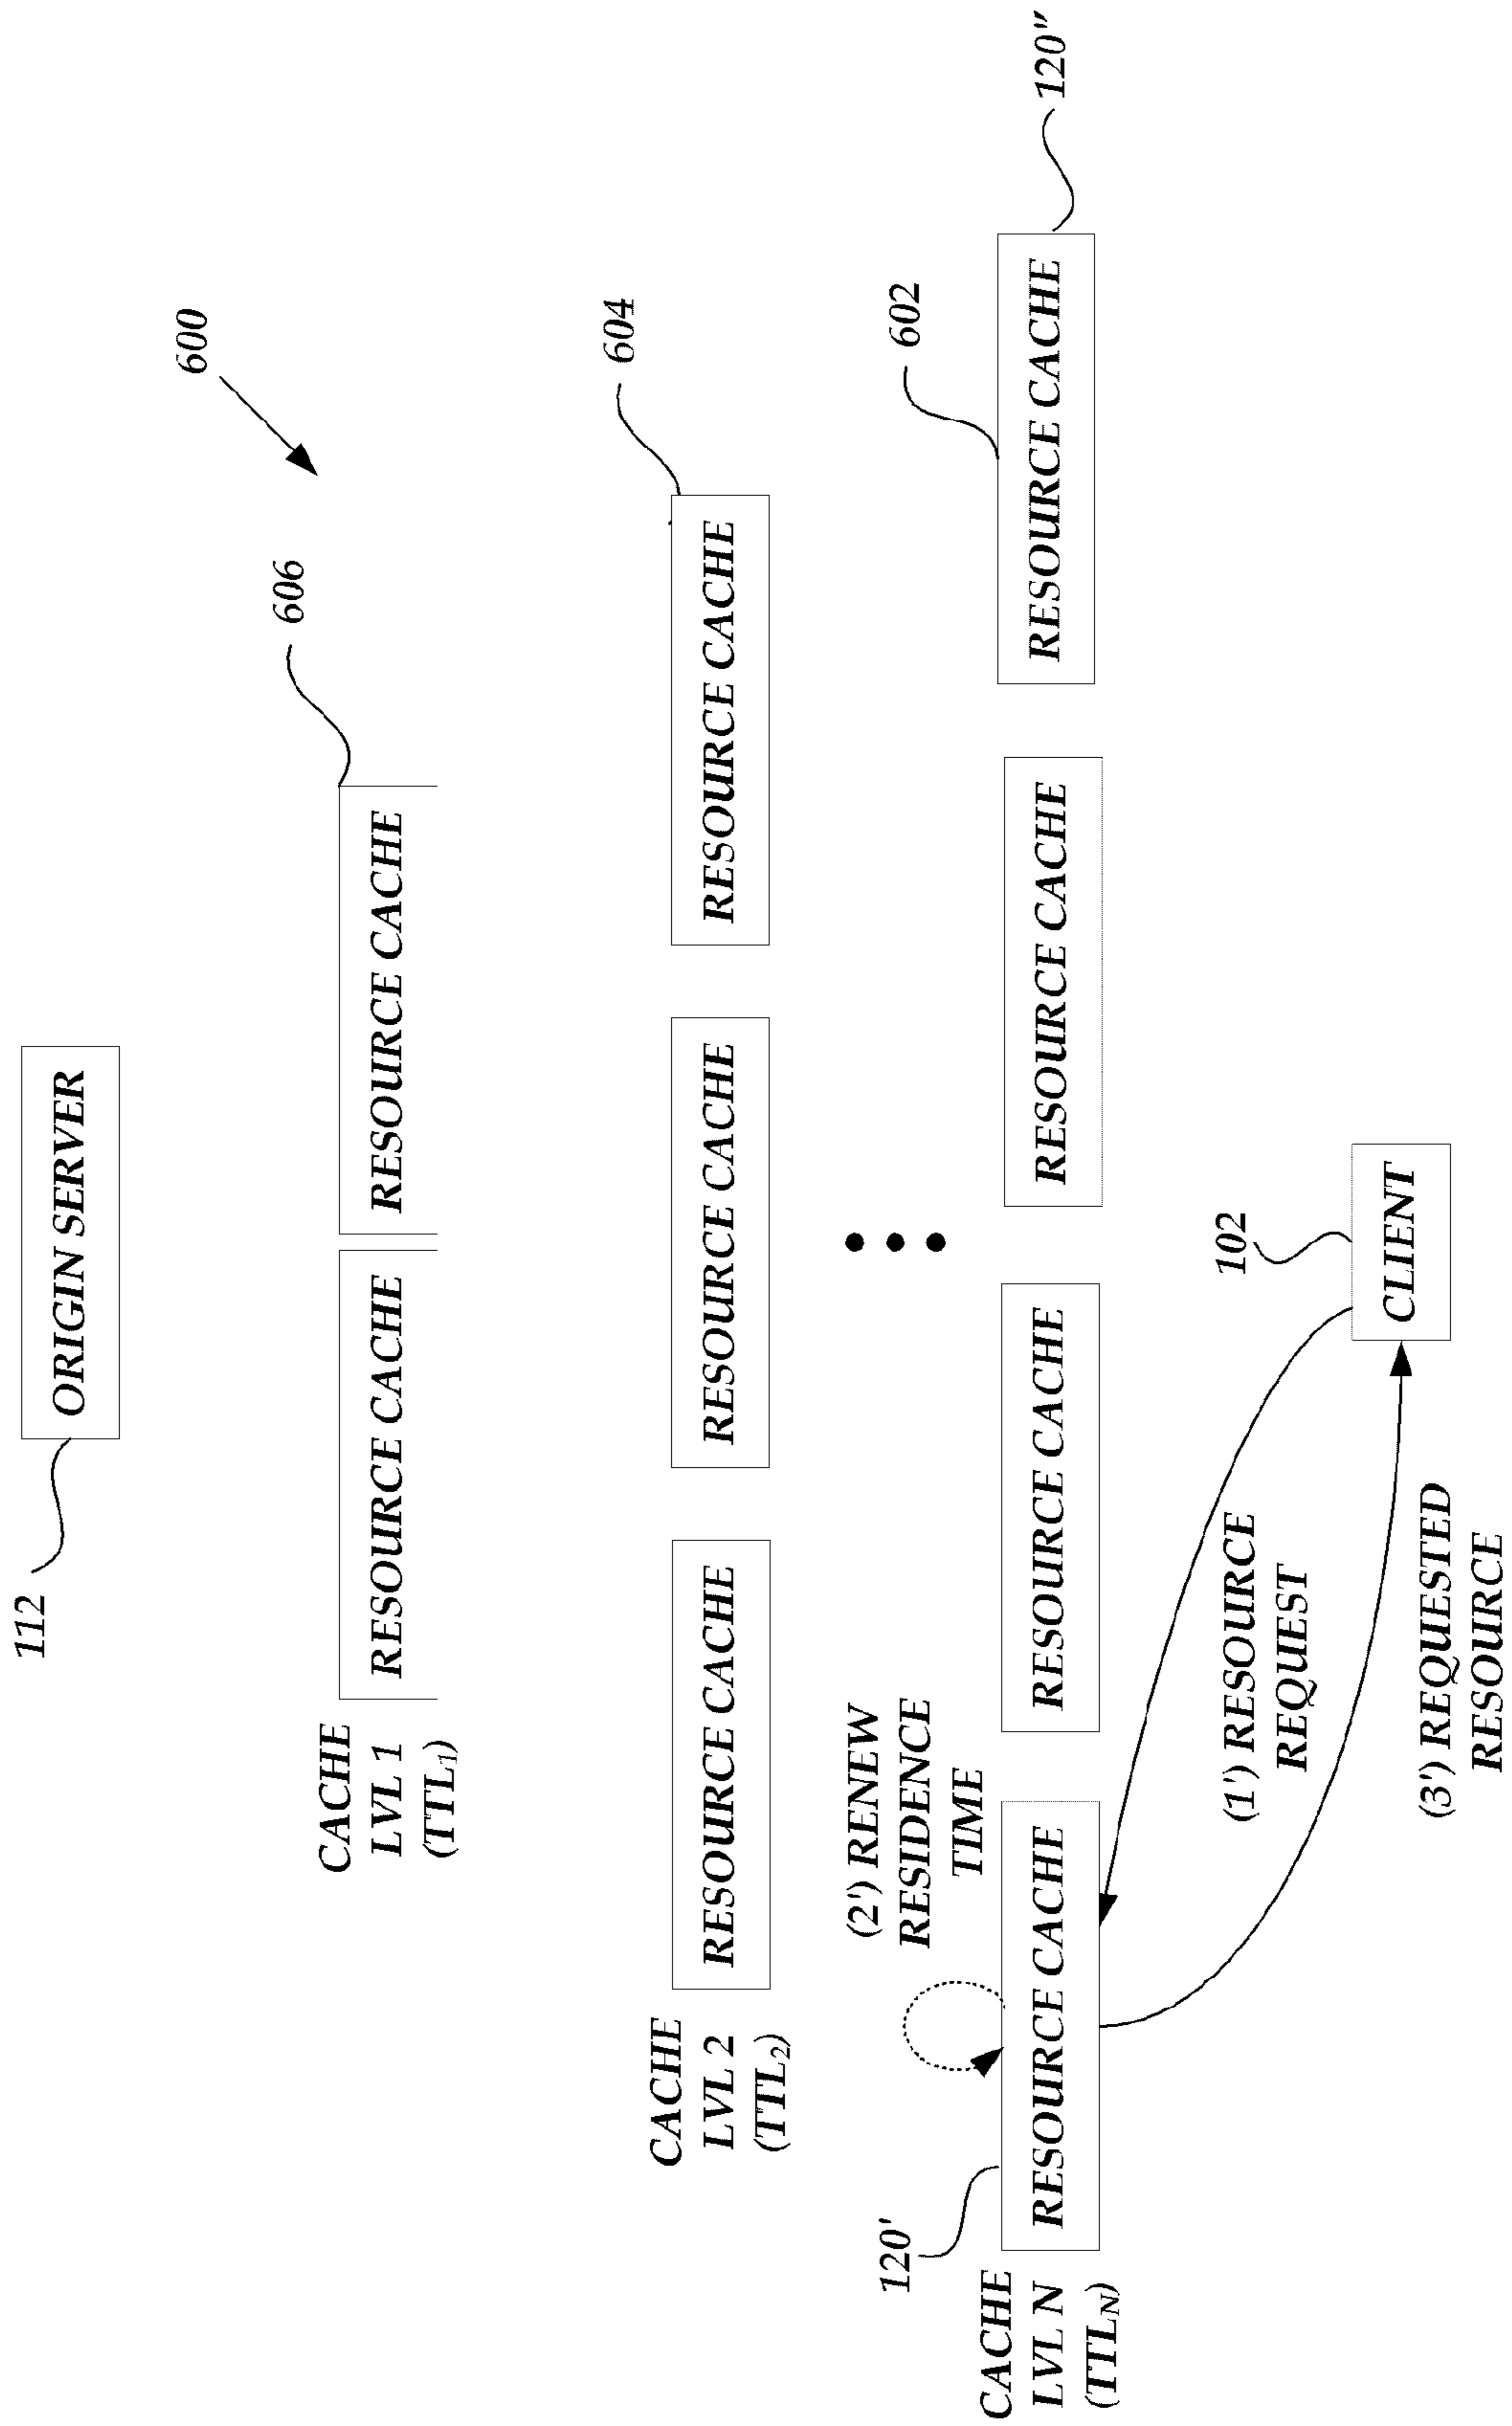 112
ORIGIN SERVER
600
CACHE
LVL 1
(TTL1)
RESOURCE CACHE
RESOURCE CACHE
606
CACHE
LVL 2
(TTL2)
RESOURCE CACHE
RESOURCE CACHE
RESOURCE CACHE
604
(2') RENEW
RESIDENCE
TIME
120'
602
CACHE
LVL N
(TTLN)
RESOURCE CACHE
RESOURCE CACHE
RESOURCE CACHE
RESOURCE CACHE
120"
(1') RESOURCE
REQUEST
102
CLIENT
(3') REQUESTED
RESOURCE